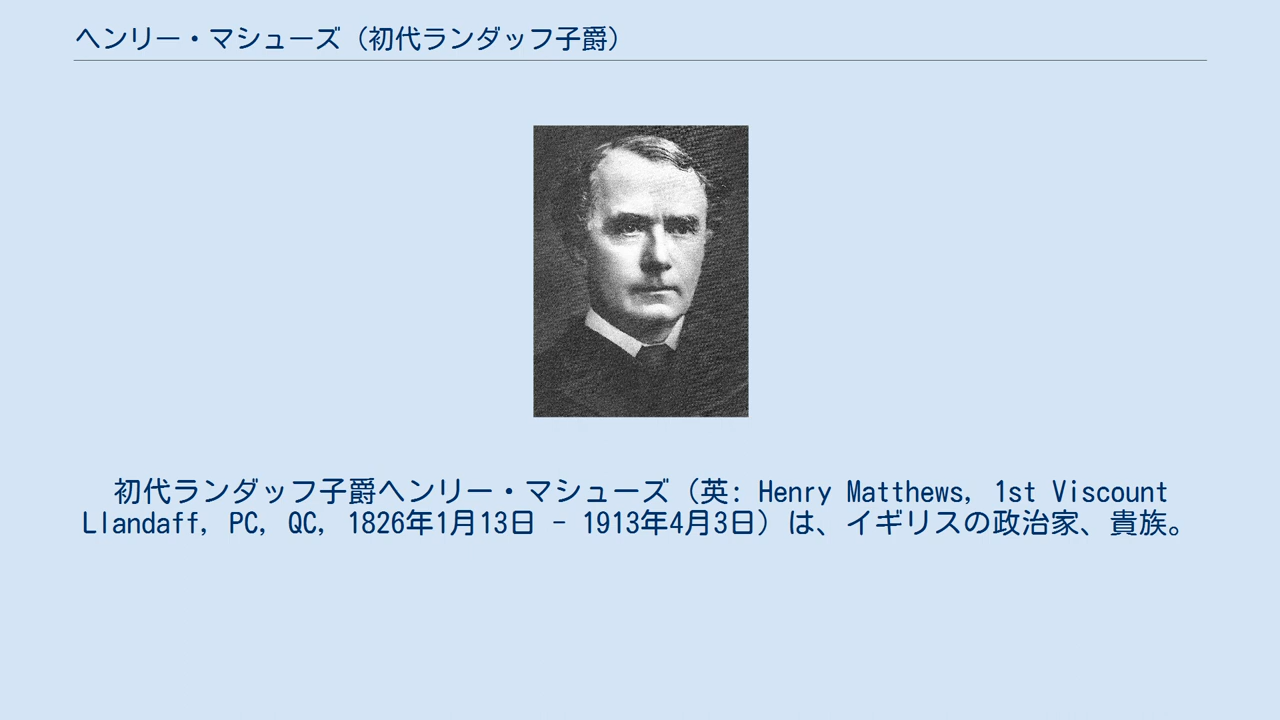 ヘンリー・マシューズ（初代ランダッフ子爵）
初代ランダッフ子爵ヘンリー・マシューズ（英: Henry Matthews, 1st Viscount
Llandaff, PC, QC, 1826年1月13日 - 1913年4月3日）は、イギリスの政治家、貴族。